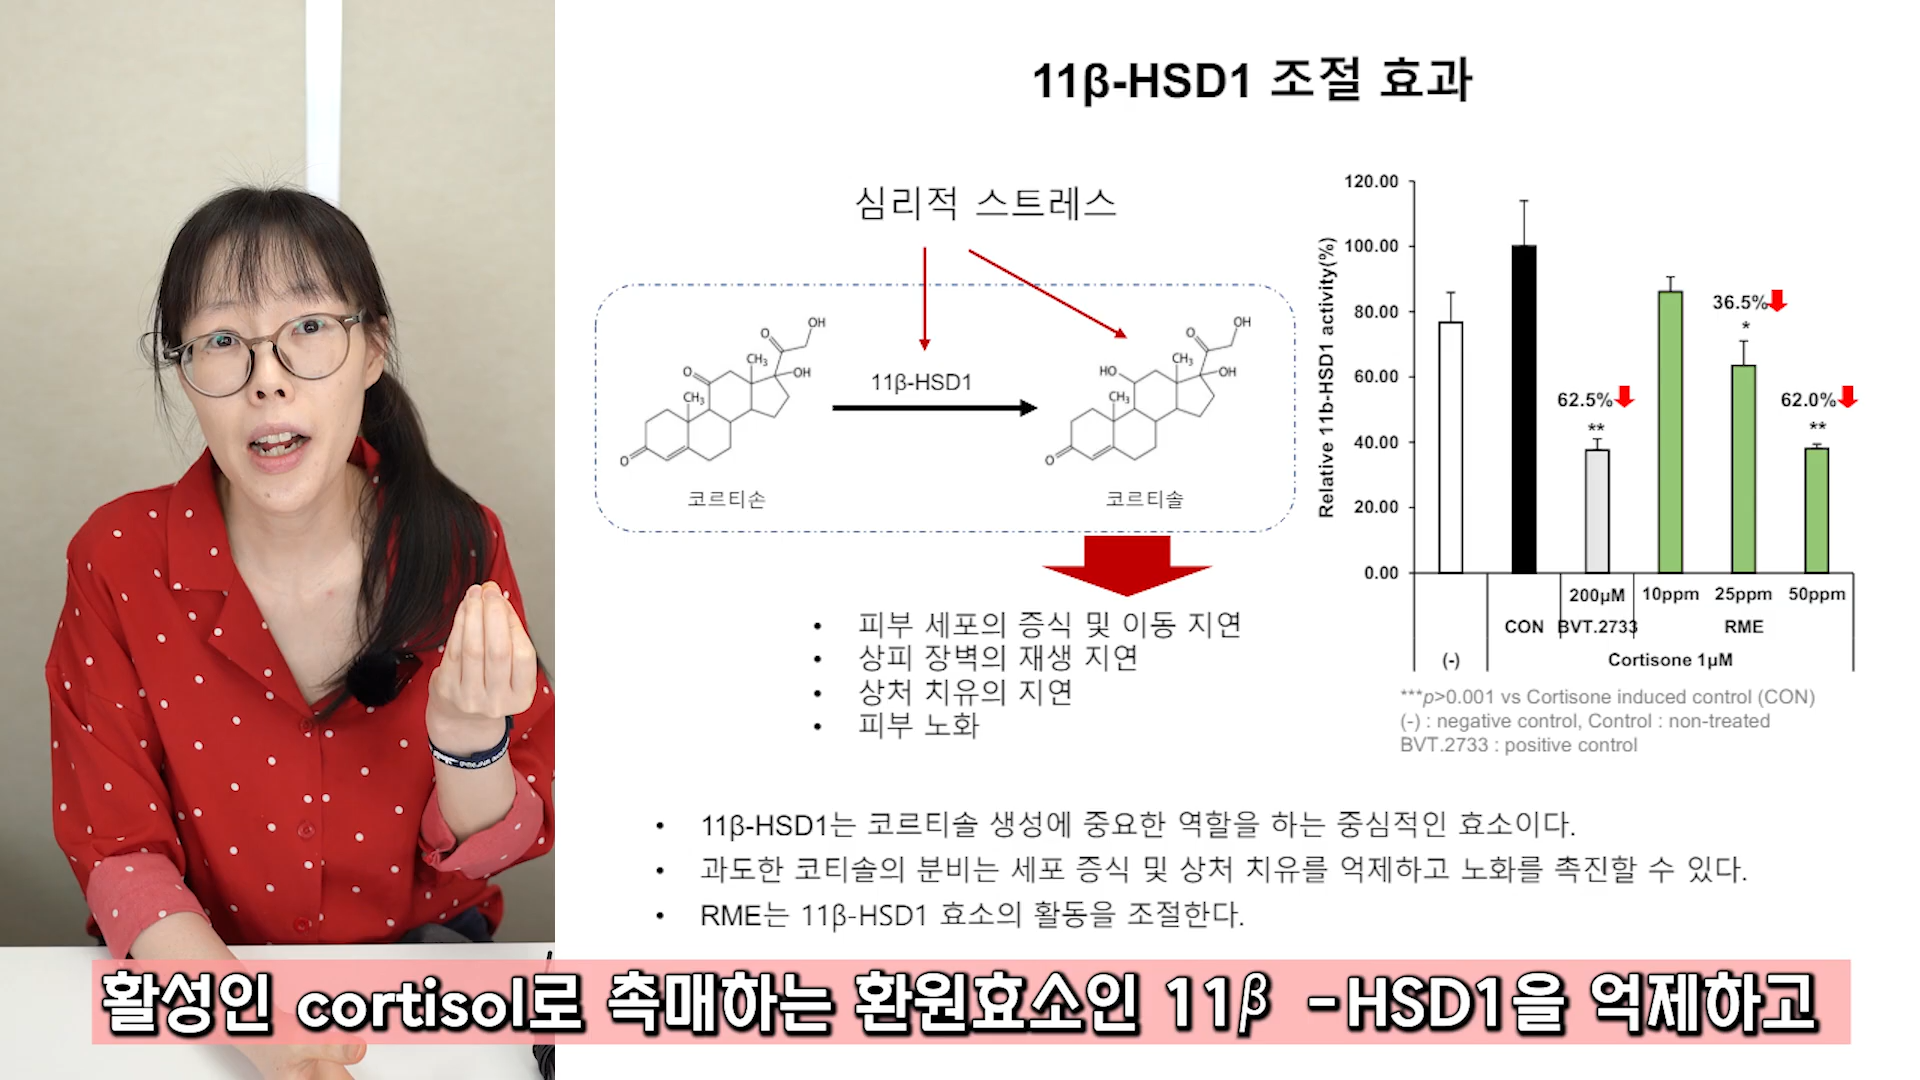 11β-HSD1 조절 효과
심리적 스트레스
11β-HSD1
O
CH₃
O
CH₃
O
OH
OH
코르티손
O
CH₃
HO
CH₃
O
OH
OH
코르티솔
피부 세포의 증식 및 이동 지연
상피 장벽의 재생 지연
상처 치유의 지연
피부 노화
Relative 11b-HSD1 activity(%)
120.00
100.00
80.00
60.00
40.00
20.00
0.00
62.5%
**
36.5%
*
62.0%
**
200μM 10ppm 25ppm 50ppm
CON BVT.2733 RME
(-) Cortisone 1μM
***p>0.001 vs Cortisone induced control (CON)
(-) : negative control, Control : non-treated
BVT.2733 : positive control
• 11β-HSD1는 코르티솔 생성에 중요한 역할을 하는 중심적인 효소이다.
• 과도한 코티솔의 분비는 세포 증식 및 상처 치유를 억제하고 노화를 촉진할 수 있다.
• RME는 11β-HSD1 효소의 활동을 조절한다.
활성인 cortisol로 촉매하는 환원효소인 11β -HSD1을 억제하고